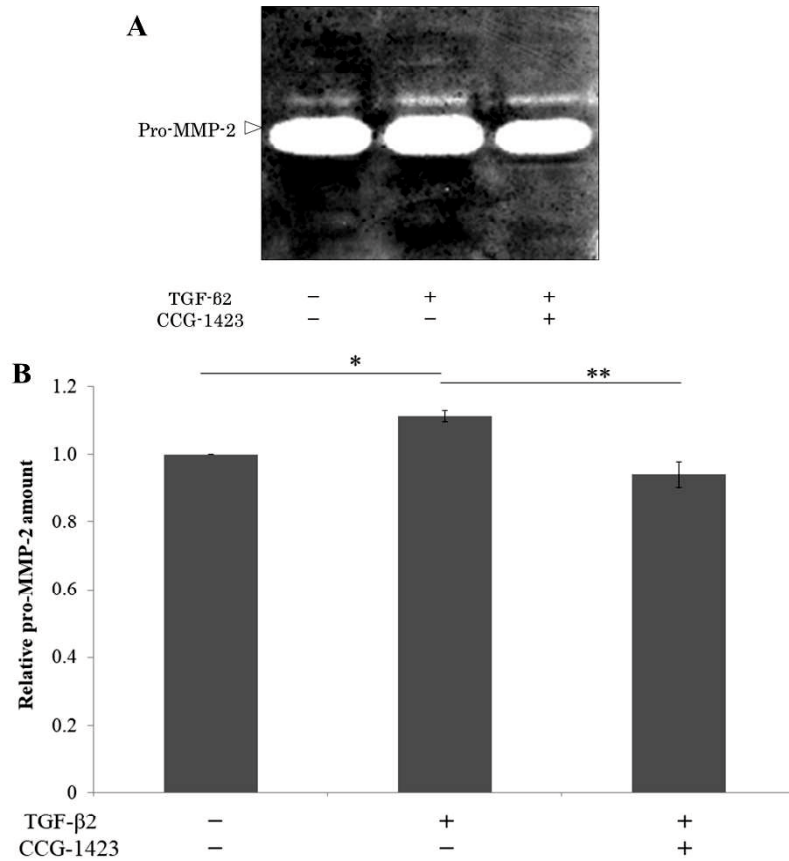 A
Pro-MMP-2
TGF-ß2 − + +
CCG-1423 − − +
B
* **
1.2
1.0
0.8
0.6
0.4
0.2
0
Relative pro-MMP-2 amount
TGF-β2 − + +
CCG-1423 − − +